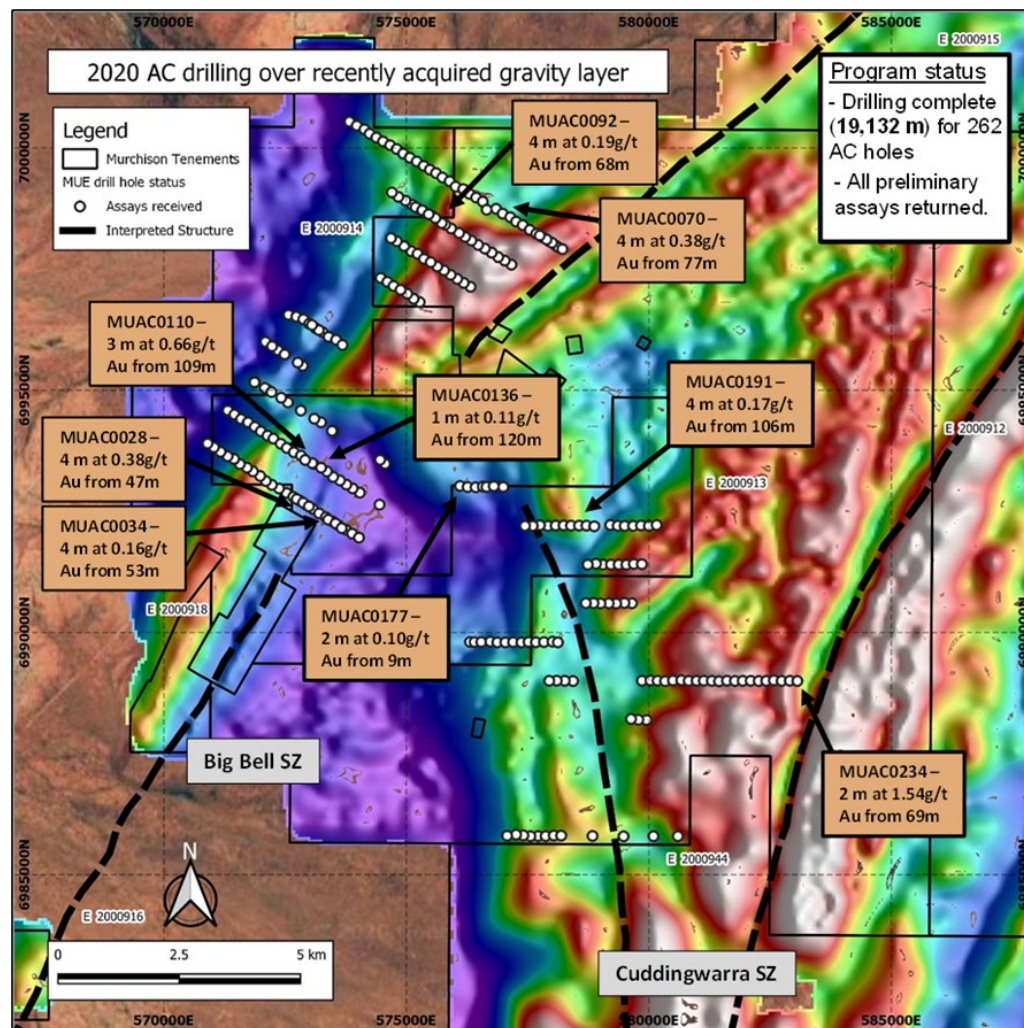 570000E
575000E
580000E
585000E
E 2000915
2020 AC drilling over recently acquired gravity layer
Program status
- Drilling complete
(19,132 m) for 262
AC holes
- All preliminary
assays returned.
Legend
Murchison Tenements
MUE drill hole status
Assays received
Interpreted Structure
7000000N
7000000N
MUAC0092 –
4 m at 0.19g/t
Au from 68m
E 2000914
MUAC0070 –
4 m at 0.38g/t
Au from 77m
MUAC0110 –
3 m at 0.66g/t
Au from 109m
6995000N
6995000N
MUAC0136 –
1 m at 0.11g/t
Au from 120m
MUAC0191 –
4 m at 0.17g/t
Au from 106m
E 2000912
MUAC0028 –
4 m at 0.38g/t
Au from 47m
E 2000913
MUAC0034 –
4 m at 0.16g/t
Au from 53m
E 2000918
MUAC0177 –
2 m at 0.10g/t
Au from 9m
6990000N
6990000N
Big Bell SZ
MUAC0234 –
2 m at 1.54g/t
Au from 69m
N
E 2000944
6985000N
6985000N
E 2000916
0 2.5 5 km
Cuddingwarra SZ
570000E
575000E
580000E
585000E